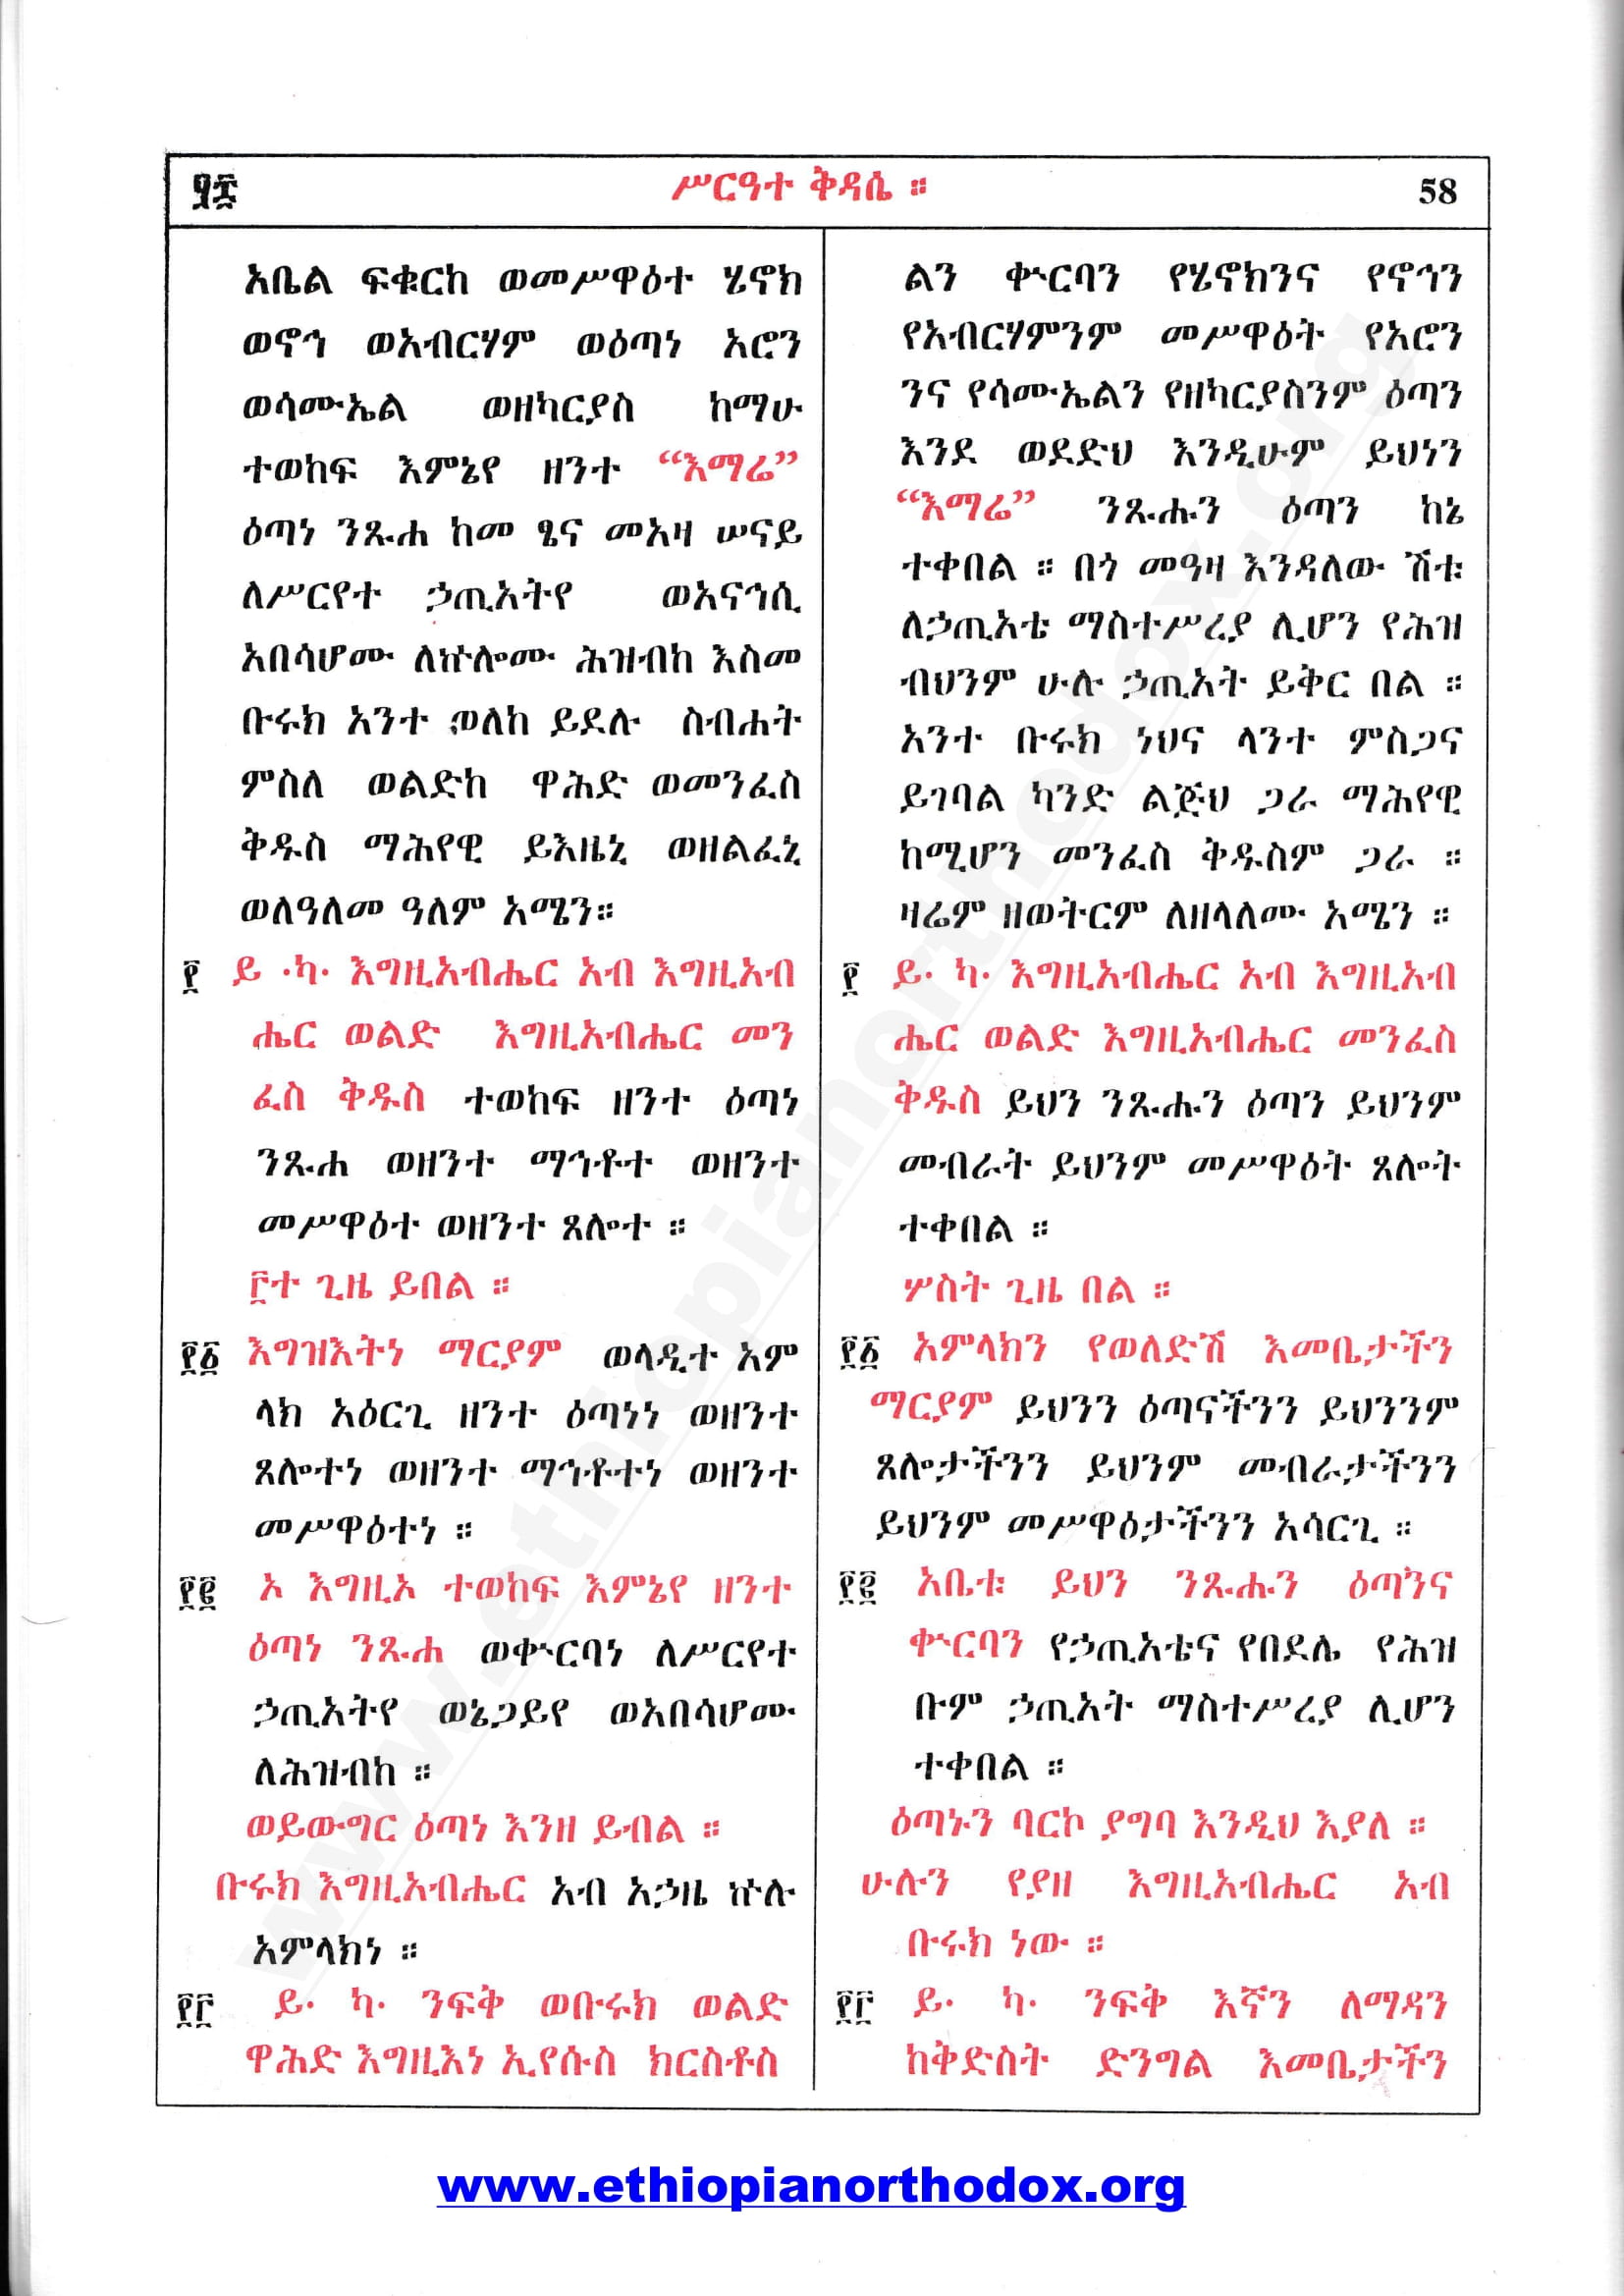 ፶፰ ሥርዓተ ቅዳሴ ። 58
አቤል ፍቁርከ ወመሥዋዕተ ሄኖክ
ወኖኅ ወአብርሃም ወዕጣነ አሮን
ወሳሙኤል ወዘካርያስ ከማሁ
ተወከፍ እምኔየ ዘንተ “እማሬ”
ዕጣነ ንጹሐ ከመ ፄና መአዛ ሠናይ
ለሥርየተ ኃጢአትየ ወአናኅሲ
አበሳሆሙ ለኵሎሙ ሕዝብከ እስመ
ቡሩክ አንተ ወለከ ይደሉ ስብሐት
ምስለ ወልድከ ዋሕድ ወመንፈስ
ቅዱስ ማሕየዊ ይእዜኒ ወዘልፈኒ
ወለዓለመ ዓለም አሜን።
፲ ይ ·ካ· እግዚአብሔር አብ እግዚአብ
ሔር ወልድ እግዚአብሔር መን
ፈስ ቅዱስ ተወከፍ ዘንተ ዕጣነ
ንጹሐ ወዘንተ ማኅቶተ ወዘንተ
መሥዋዕተ ወዘንተ ጸሎተ ።
፫ተ ጊዜ ይበል ።
፲፩ እግዝእትነ ማርያም ወላዲተ አም
ላክ አዕርጊ ዘንተ ዕጣነነ ወዘንተ
ጸሎተነ ወዘንተ ማኅቶተነ ወዘንተ
መሥዋዕተነ ።
፲፪ ኦ እግዚኦ ተወከፍ እምኔየ ዘንተ
ዕጣነ ንጹሐ ወቍርባነ ለሥርየተ
ኃጢአትየ ወኔጋይየ ወአበሳሆሙ
ለሕዝብከ ።
ወይውግር ዕጣነ እንዘ ይብል ።
ቡሩክ እግዚአብሔር አብ አኃዜ ኵሉ
አምላክነ ።
፲፫ ይ· ካ· ንፍቅ ወቡሩክ ወልድ
ዋሕድ እግዚእነ ኢየሱስ ክርስቶስ
ልን ቍርባን የሄኖክንና የኖኅን
የአብርሃምንም መሥዋዕት የአሮን
ንና የሳሙኤልን የዘካርያስንም ዕጣን
እንደ ወደድህ እንዲሁም ይህነን
“እማሬ” ንጹሑን ዕጣን ከኔ
ተቀበል ። በጎ መዓዛ እንዳለው ሽቱ
ለኃጢአቴ ማስተሥረያ ሊሆን የሕዝ
ብህንም ሁሉ ኃጢአት ይቅር በል ።
አንተ ቡሩክ ነህና ላንተ ምስጋና
ይገባል ካንድ ልጅህ ጋራ ማሕየዊ
ከሚሆን መንፈስ ቅዱስም ጋራ ።
ዛሬም ዘወትርም ለዘላለሙ አሜን ።
፲ ይ· ካ· እግዚአብሔር አብ እግዚአብ
ሔር ወልድ እግዚአብሔር መንፈስ
ቅዱስ ይህን ንጹሑን ዕጣን ይህንም
መብራት ይህንም መሥዋዕት ጸሎት
ተቀበል ።
ሦስት ጊዜ በል ።
፲፩ አምላክን የወለድሽ እመቤታችን
ማርያም ይህንን ዕጣናችንን ይህንንም
ጸሎታችንን ይህንም መብራታችንን
ይህንም መሥዋዕታችንን አሳርጊ ።
፲፪ አቤቱ ይህን ንጹሑን ዕጣንና
ቍርባን የኃጢአቴና የበደሌ የሕዝ
ቡም ኃጢአት ማስተሥረያ ሊሆን
ተቀበል ።
ዕጣኑን ባርኮ ያግባ እንዲህ እያለ ።
ሁሉን የያዘ እግዚአብሔር አብ
ቡሩክ ነው ።
፲፫ ይ· ካ· ንፍቅ እኛን ለማዳን
ከቅድስት ድንግል እመቤታችን
www.ethiopianorthodox.org
www.ethiopianorthodox.org